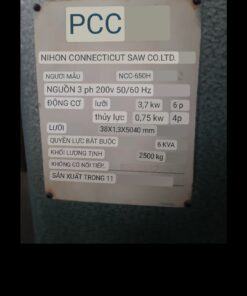 PCC
NIHON CONNECTICUT SAW CO.LTD.
NGƯỜI MẪU NCC-650H
NGUỒN 3 ph 200v 50/60 Hz
ĐỘNG CƠ lưỡi 3,7 kw 6 p
thủy lực 0,75 kw 4p
LƯỠI 38X1,3X5040 mm
QUYỀN LỰC BẮT BUỘC 6 KVA
KHỐI LƯỢNG TỊNH 2500 kg
KHÔNG CÓ NỐI TIẾP.
SẢN XUẤT TRONG 11